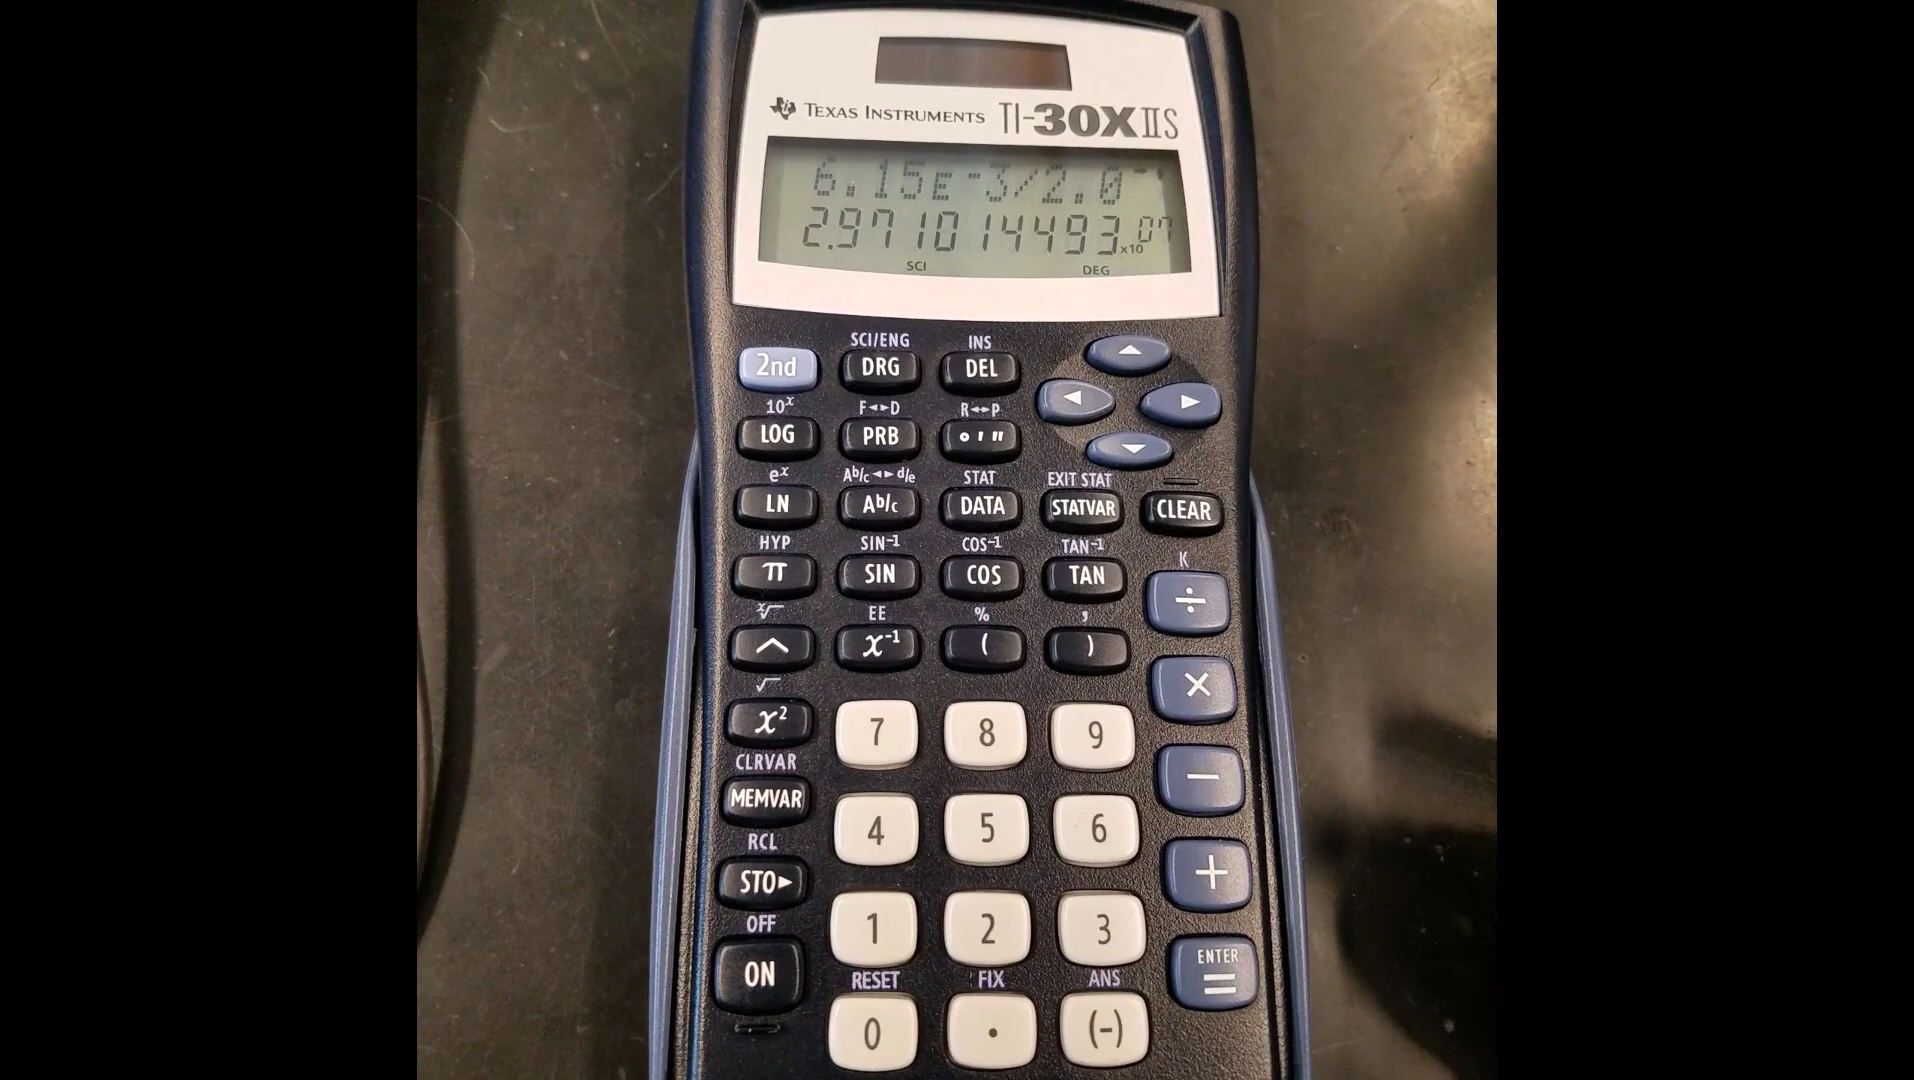 TEXAS INSTRUMENTS TI-30X IIS
6.15E-3/2.0→
2.971014493×10 07
SCI DEG
SCI/ENG INS
2nd DRG DEL
10ˣ F◄►D R◄►P
LOG PRB ° ' "
eˣ Ab/c◄►d/e STAT EXIT STAT
LN Ab/c DATA STATVAR CLEAR
HYP SIN-1 COS-1 TAN-1 K
π SIN COS TAN ÷
ˣ√ EE % ,
^ x-1 ( ) ×
√
x² 7 8 9 −
CLRVAR
MEMVAR 4 5 6 +
RCL
STO►
OFF
ON 1 2 3 ENTER =
RESET FIX ANS
0 . (-)